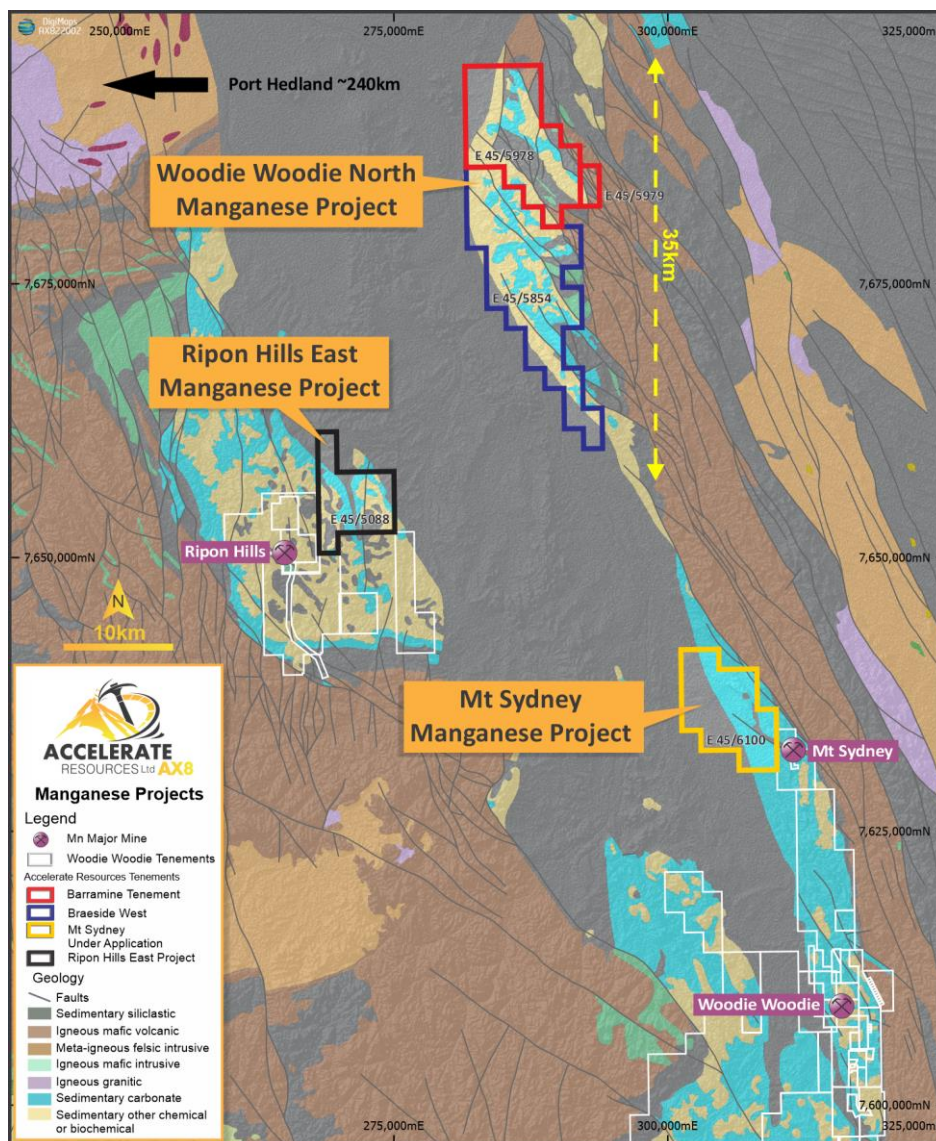 DigiMaps
AX822002
250,000mE
275,000mE
300,000mE
325,000mE
Port Hedland ~240km
E 45/5978
Woodie Woodie North
Manganese Project
E 45/5979
35km
7,675,000mN
7,675,000mN
E 45/5854
Ripon Hills East
Manganese Project
E 45/5088
Ripon Hills
7,650,000mN
7,650,000mN
N
10km
Mt Sydney
Manganese Project
E 45/6100
Mt Sydney
7,625,000mN
Woodie Woodie
7,600,000mN
275,000mE
300,000mE
325,000mE
ACCELERATE
RESOURCES Ltd AX8
Manganese Projects
Legend
Mn Major Mine
Woodie Woodie Tenements
Accelerate Resources Tenements
Barramine Tenement
Braeside West
Mt Sydney
Under Application
Ripon Hills East Project
Geology
Faults
Sedimentary siliclastic
Igneous mafic volcanic
Meta-igneous felsic intrusive
Igneous mafic intrusive
Igneous granitic
Sedimentary carbonate
Sedimentary other chemical
or biochemical